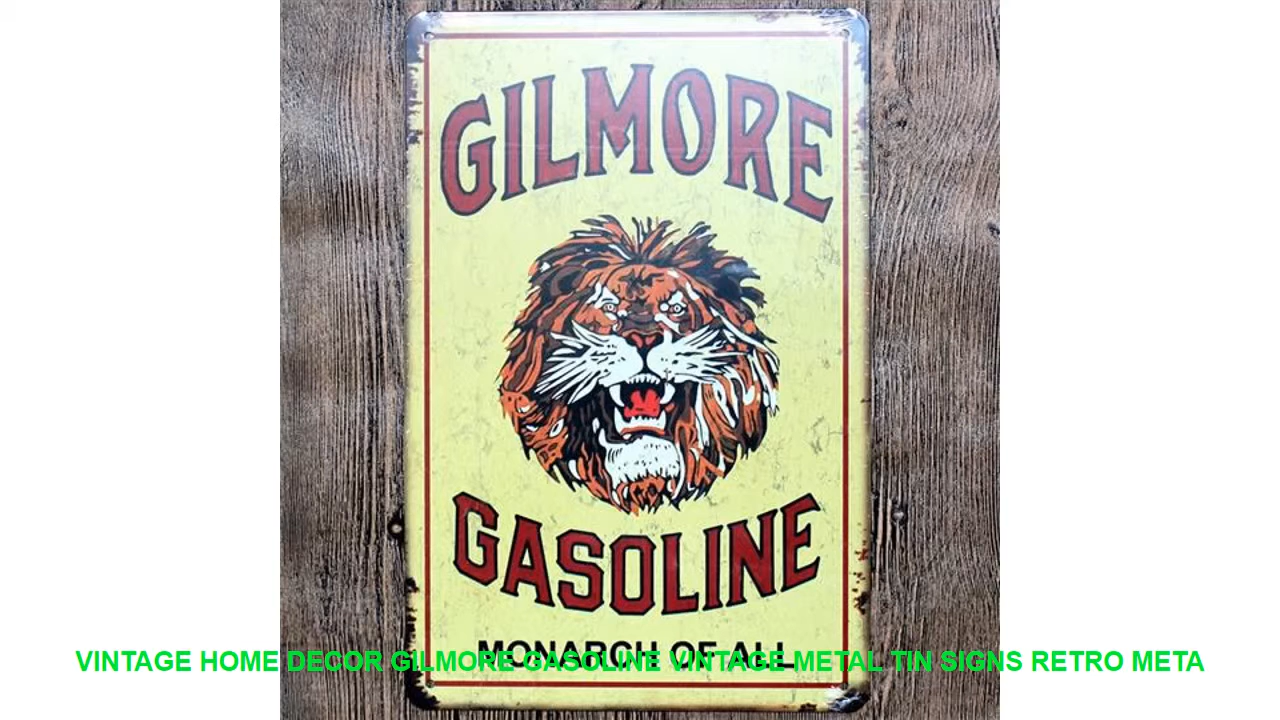 GILMORE
GASOLINE
MONARCH OF ALL
VINTAGE HOME DECOR GILMORE GASOLINE VINTAGE METAL TIN SIGNS RETRO META